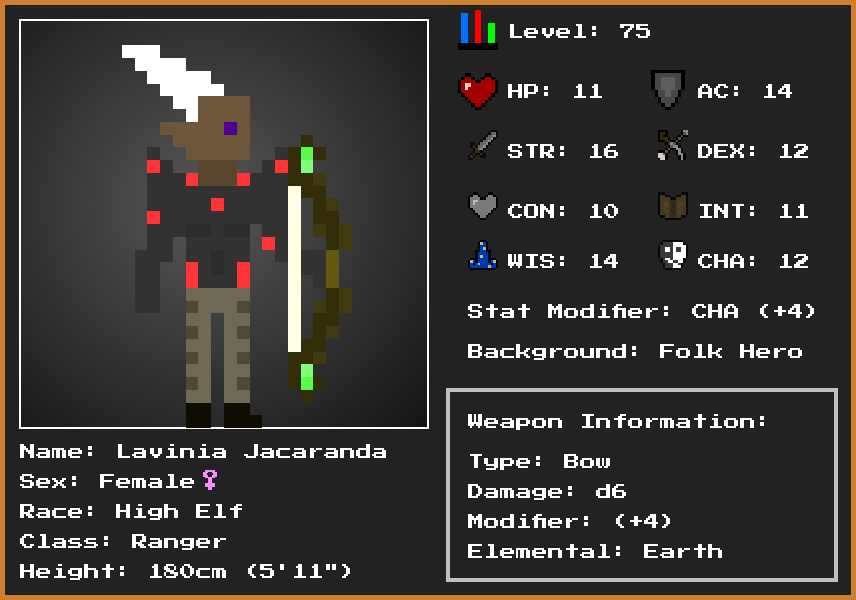 Level: 75
HP: 11
AC: 14
STR: 16
DEX: 12
CON: 10
INT: 11
WIS: 14
CHA: 12
Stat Modifier: CHA (+4)
Background: Folk Hero
Weapon Information:
Type: Bow
Damage: d6
Modifier: (+4)
Elemental: Earth
Name: Lavinia Jacaranda
Sex: Female♀
Race: High Elf
Class: Ranger
Height: 180cm (5'11")